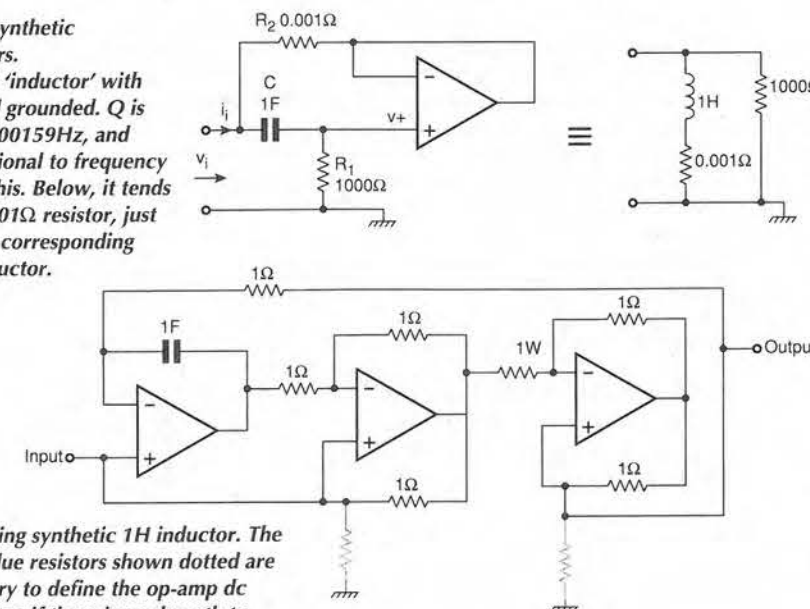 synthetic
rs.
'inductor' with
l grounded. Q is
00159Hz, and
ional to frequency
his. Below, it tends
01Ω resistor, just
corresponding
uctor.
R2 0.001Ω
C
1F
ii
v+
vi
R1
1000Ω
−
+
≡
1H
0.001Ω
1000Ω
1Ω
1F
1Ω
1Ω
1W
1Ω
−
+
−
+
−
+
Output
Input
1Ω
1Ω
ing synthetic 1H inductor. The
lue resistors shown dotted are
ry to define the op-amp dc